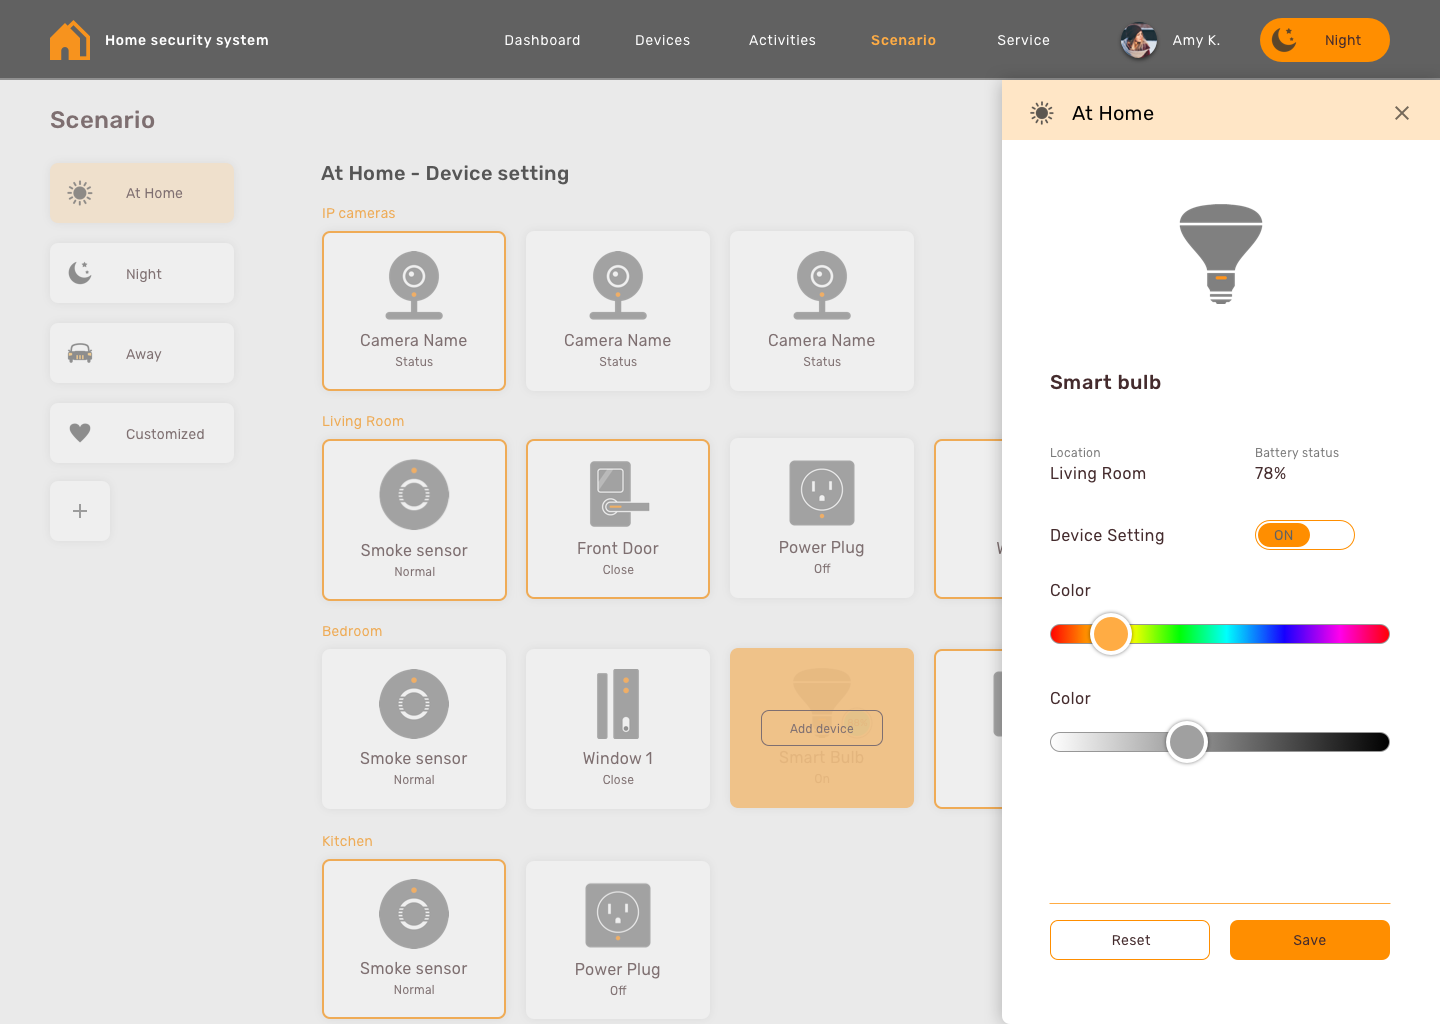 Home security system
Dashboard
Devices
Activities
Scenario
Service
Amy K.
Night
Scenario
At Home
Night
Away
Customized
At Home - Device setting
IP cameras
Camera Name
Status
Camera Name
Status
Camera Name
Status
Living Room
Smoke sensor
Normal
Front Door
Close
Power Plug
Off
Bedroom
Smoke sensor
Normal
Window 1
Close
Add device
Smart Bulb
On
Kitchen
Smoke sensor
Normal
Power Plug
Off
At Home
Smart bulb
Location
Living Room
Battery status
78%
Device Setting
ON
Color
Color
Reset
Save